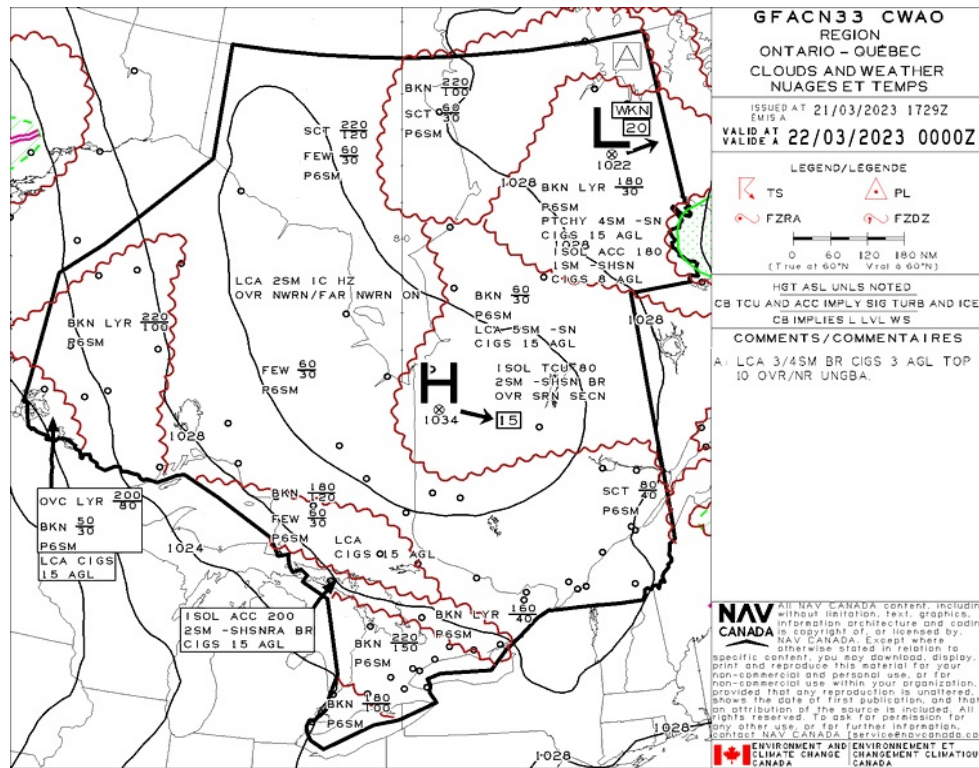 GFACN33 CWAO
REGION
ONTARIO – QUÉBEC
CLOUDS AND WEATHER
NUAGES ET TEMPS
ISSUED AT 21/03/2023 1729Z
ÉMIS A
VALID AT 22/03/2023 0000Z
VALIDE A
LEGEND/LÉGENDE
TS
PL
FZRA
FZDZ
0 60 120 180 NM
(True at 60°N Vrai à 60°N)
HGT ASL UNLS NOTED
CB TCU AND ACC IMPLY SIG TURB AND ICE
CB IMPLIES L LVL WS
COMMENTS/COMMENTAIRES
A: LCA 3/4SM BR CIGS 3 AGL TOP
10 OVR/NR UNGBA.
A
BKN 220/100
SCT 60/30
P6SM
SCT 220/120
FEW 60/30
P6SM
L
WKN
20
1022
1028
BKN LYR 180/30
P6SM
PTCHY 4SM -SN
CIGS 15 AGL
1028
ISOL ACC 180
1SM -SHSN
CIGS 8 AGL
80
LCA 2SM IC HZ
OVR NWRN/FAR NWRN ON
BKN 60/30
P6SM
LCA 5SM -SN
CIGS 15 AGL
1028
BKN LYR 220/100
P6SM
FEW 60/30
P6SM
ISOL TCU 80
2SM -SHSN BR
OVR SRN SECN
H
1034
15
1028
OVC LYR 200/80
BKN 50/30
P6SM
LCA CIGS
15 AGL
BKN 180/120
FEW 60/30
P6SM
LCA
CIGS 15 AGL
SCT 80/40
P6SM
1024
ISOL ACC 200
2SM -SHSNRA BR
CIGS 15 AGL
BKN LYR 160/40
P6SM
BKN 220/150
P6SM
BKN 180/100
P6SM
1028
1028
1028
NAV
CANADA
All NAV CANADA content, including
without limitation, text, graphics,
information architecture and coding
is copyright of, or licensed by,
NAV CANADA. Except where
otherwise stated in relation to
specific content, you may download, display,
print and reproduce this material for your
non-commercial and personal use, or for
non-commercial use within your organization,
provided that any reproduction is unaltered,
shows the date of first publication, and that
an attribution of the source is included. All
rights reserved. To ask for permission for
any other use, or for further information,
contact NAV CANADA
ENVIRONMENT AND
CLIMATE CHANGE
CANADA
ENVIRONNEMENT ET
CHANGEMENT CLIMATIQUE
CANADA